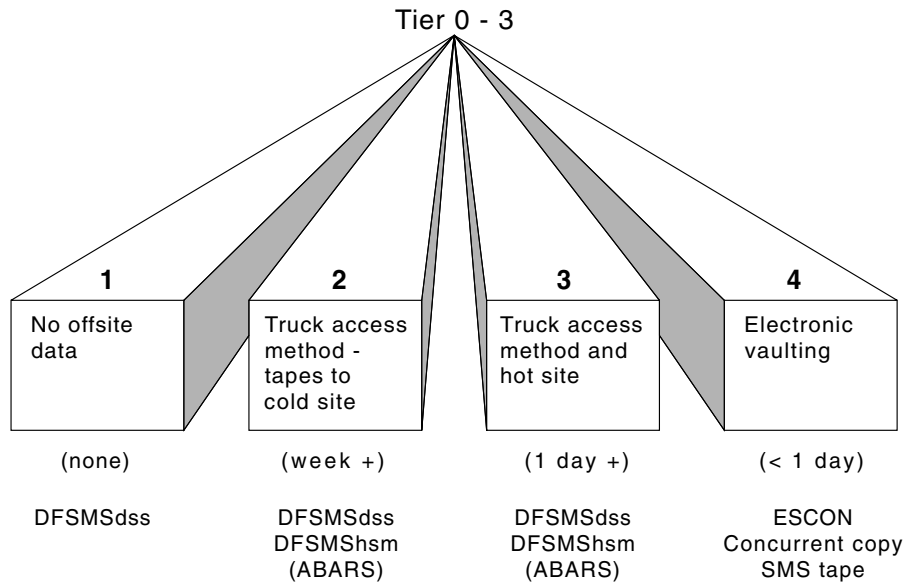 Tier 0 - 3
1
No offsite
data
(none)
DFSMSdss
2
Truck access
method -
tapes to
cold site
(week +)
DFSMSdss
DFSMShsm
(ABARS)
3
Truck access
method and
hot site
(1 day +)
DFSMSdss
DFSMShsm
(ABARS)
4
Electronic
vaulting
(< 1 day)
ESCON
Concurrent copy
SMS tape